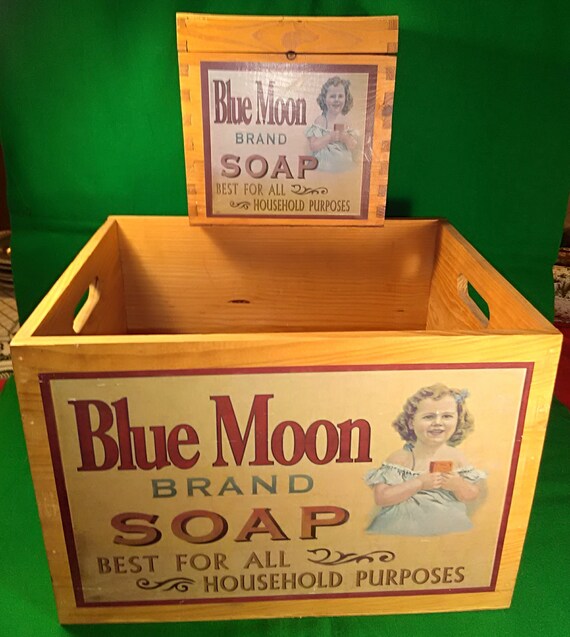 Blue Moon
BRAND
SOAP
BEST FOR ALL
HOUSEHOLD PURPOSES
Blue Moon
BRAND
SOAP
BEST FOR ALL
HOUSEHOLD PURPOSES